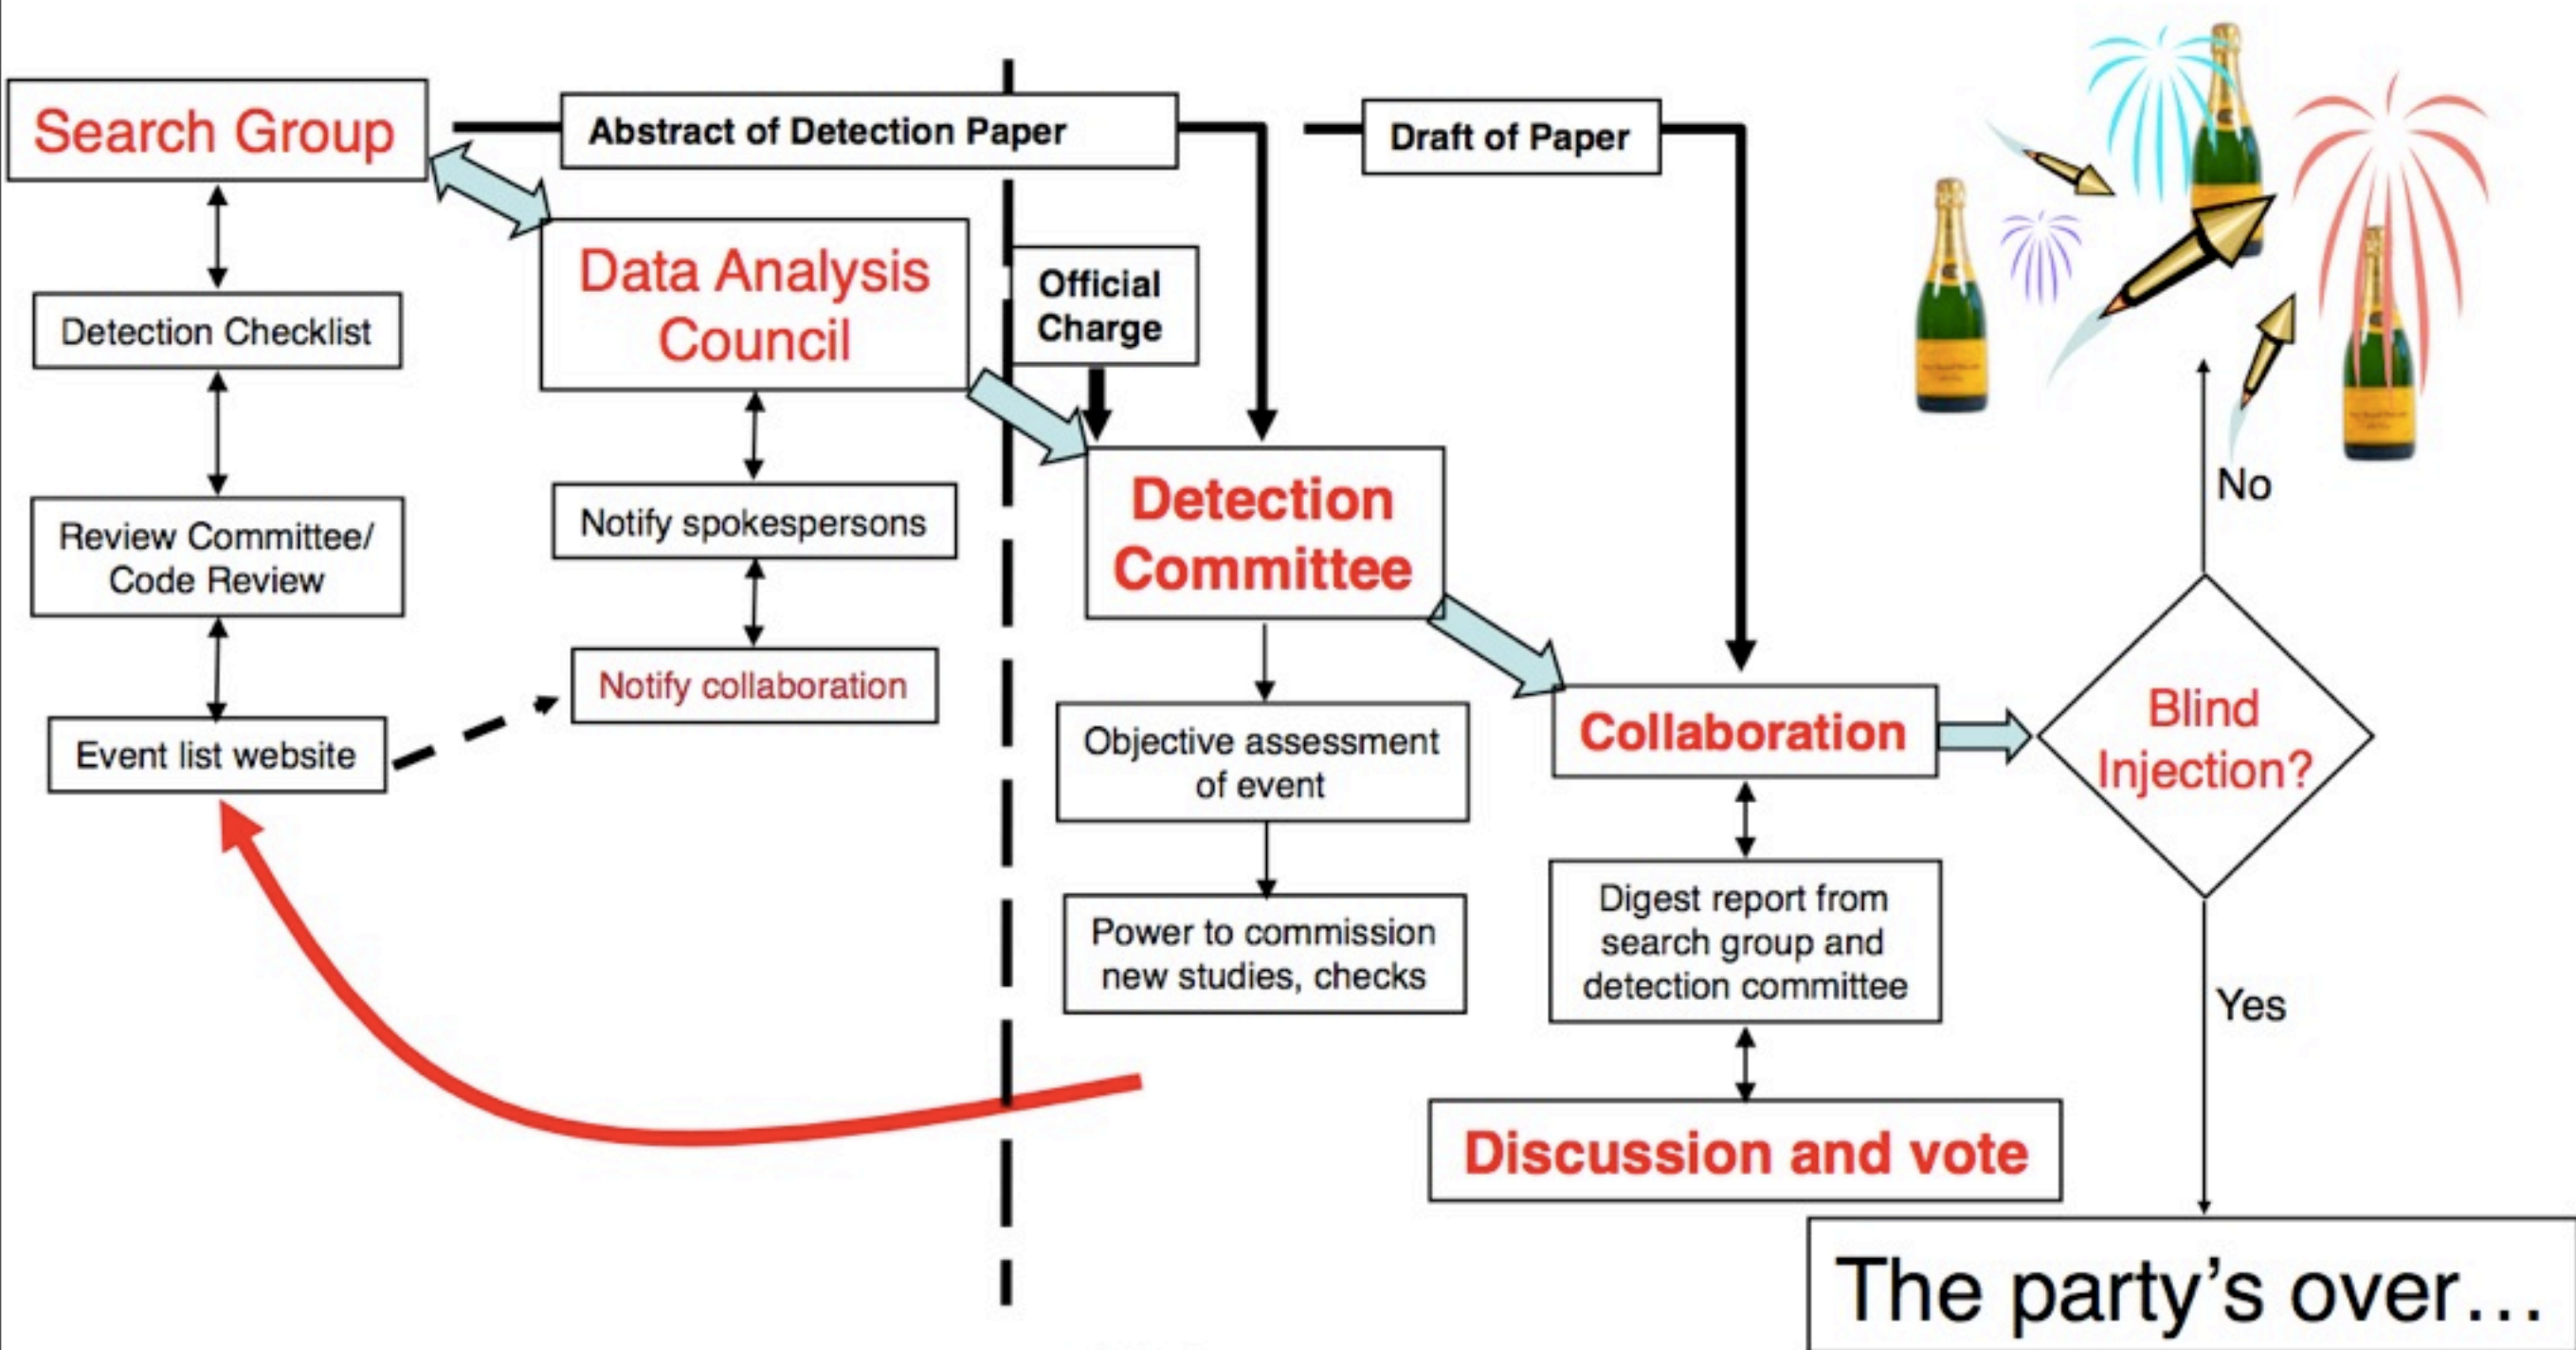 Search Group
Abstract of Detection Paper
Draft of Paper
Data Analysis
Council
Official
Charge
Detection Checklist
Review Committee/
Code Review
Event list website
Notify spokespersons
Notify collaboration
Detection
Committee
Objective assessment
of event
Power to commission
new studies, checks
Collaboration
Digest report from
search group and
detection committee
Discussion and vote
Blind
Injection?
No
Yes
The party’s over…